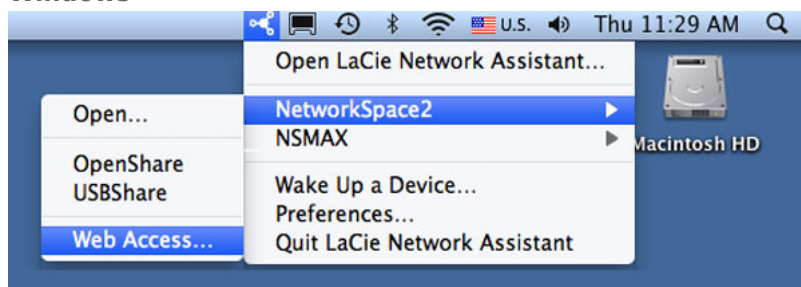 Windows
U.S. Thu 11:29 AM
Open LaCie Network Assistant...
NetworkSpace2
NSMAX
Wake Up a Device...
Preferences...
Quit LaCie Network Assistant
Open...
OpenShare
USBShare
Web Access...
Macintosh HD